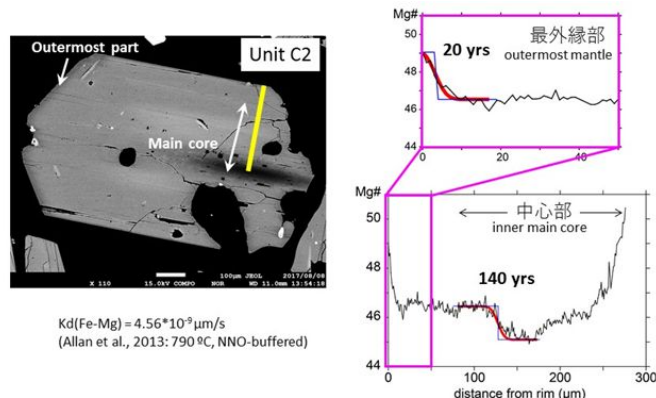 Outermost part
Unit C2
Main core
100μm JEOL 2017/08/08
X 110 15.0kV COMPO NOR WD 11.0mm 13:54:18
Kd(Fe-Mg) = 4.56*10⁻⁹ μm/s
(Allan et al., 2013: 790 ºC, NNO-buffered)
Mg#
50
48
46
44
0 20 40
20 yrs
最外縁部
outermost mantle
Mg#
50
48
46
44
中心部
inner main core
140 yrs
0 100 200 300
distance from rim (μm)